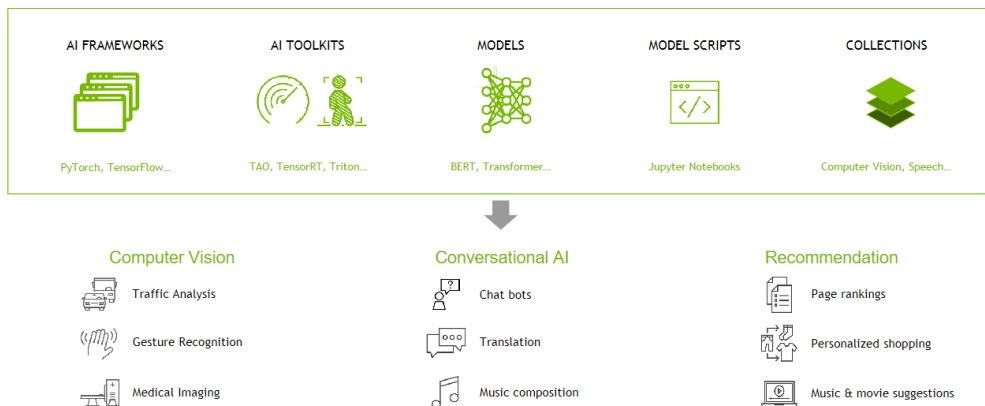 AI FRAMEWORKS
AI TOOLKITS
MODELS
MODEL SCRIPTS
COLLECTIONS
PyTorch, TensorFlow...
TAO, TensorRT, Triton...
BERT, Transformer...
Jupyter Notebooks
Computer Vision, Speech...
Computer Vision
Traffic Analysis
Gesture Recognition
Medical Imaging
Conversational AI
Chat bots
Translation
Music composition
Recommendation
Page rankings
Personalized shopping
Music & movie suggestions